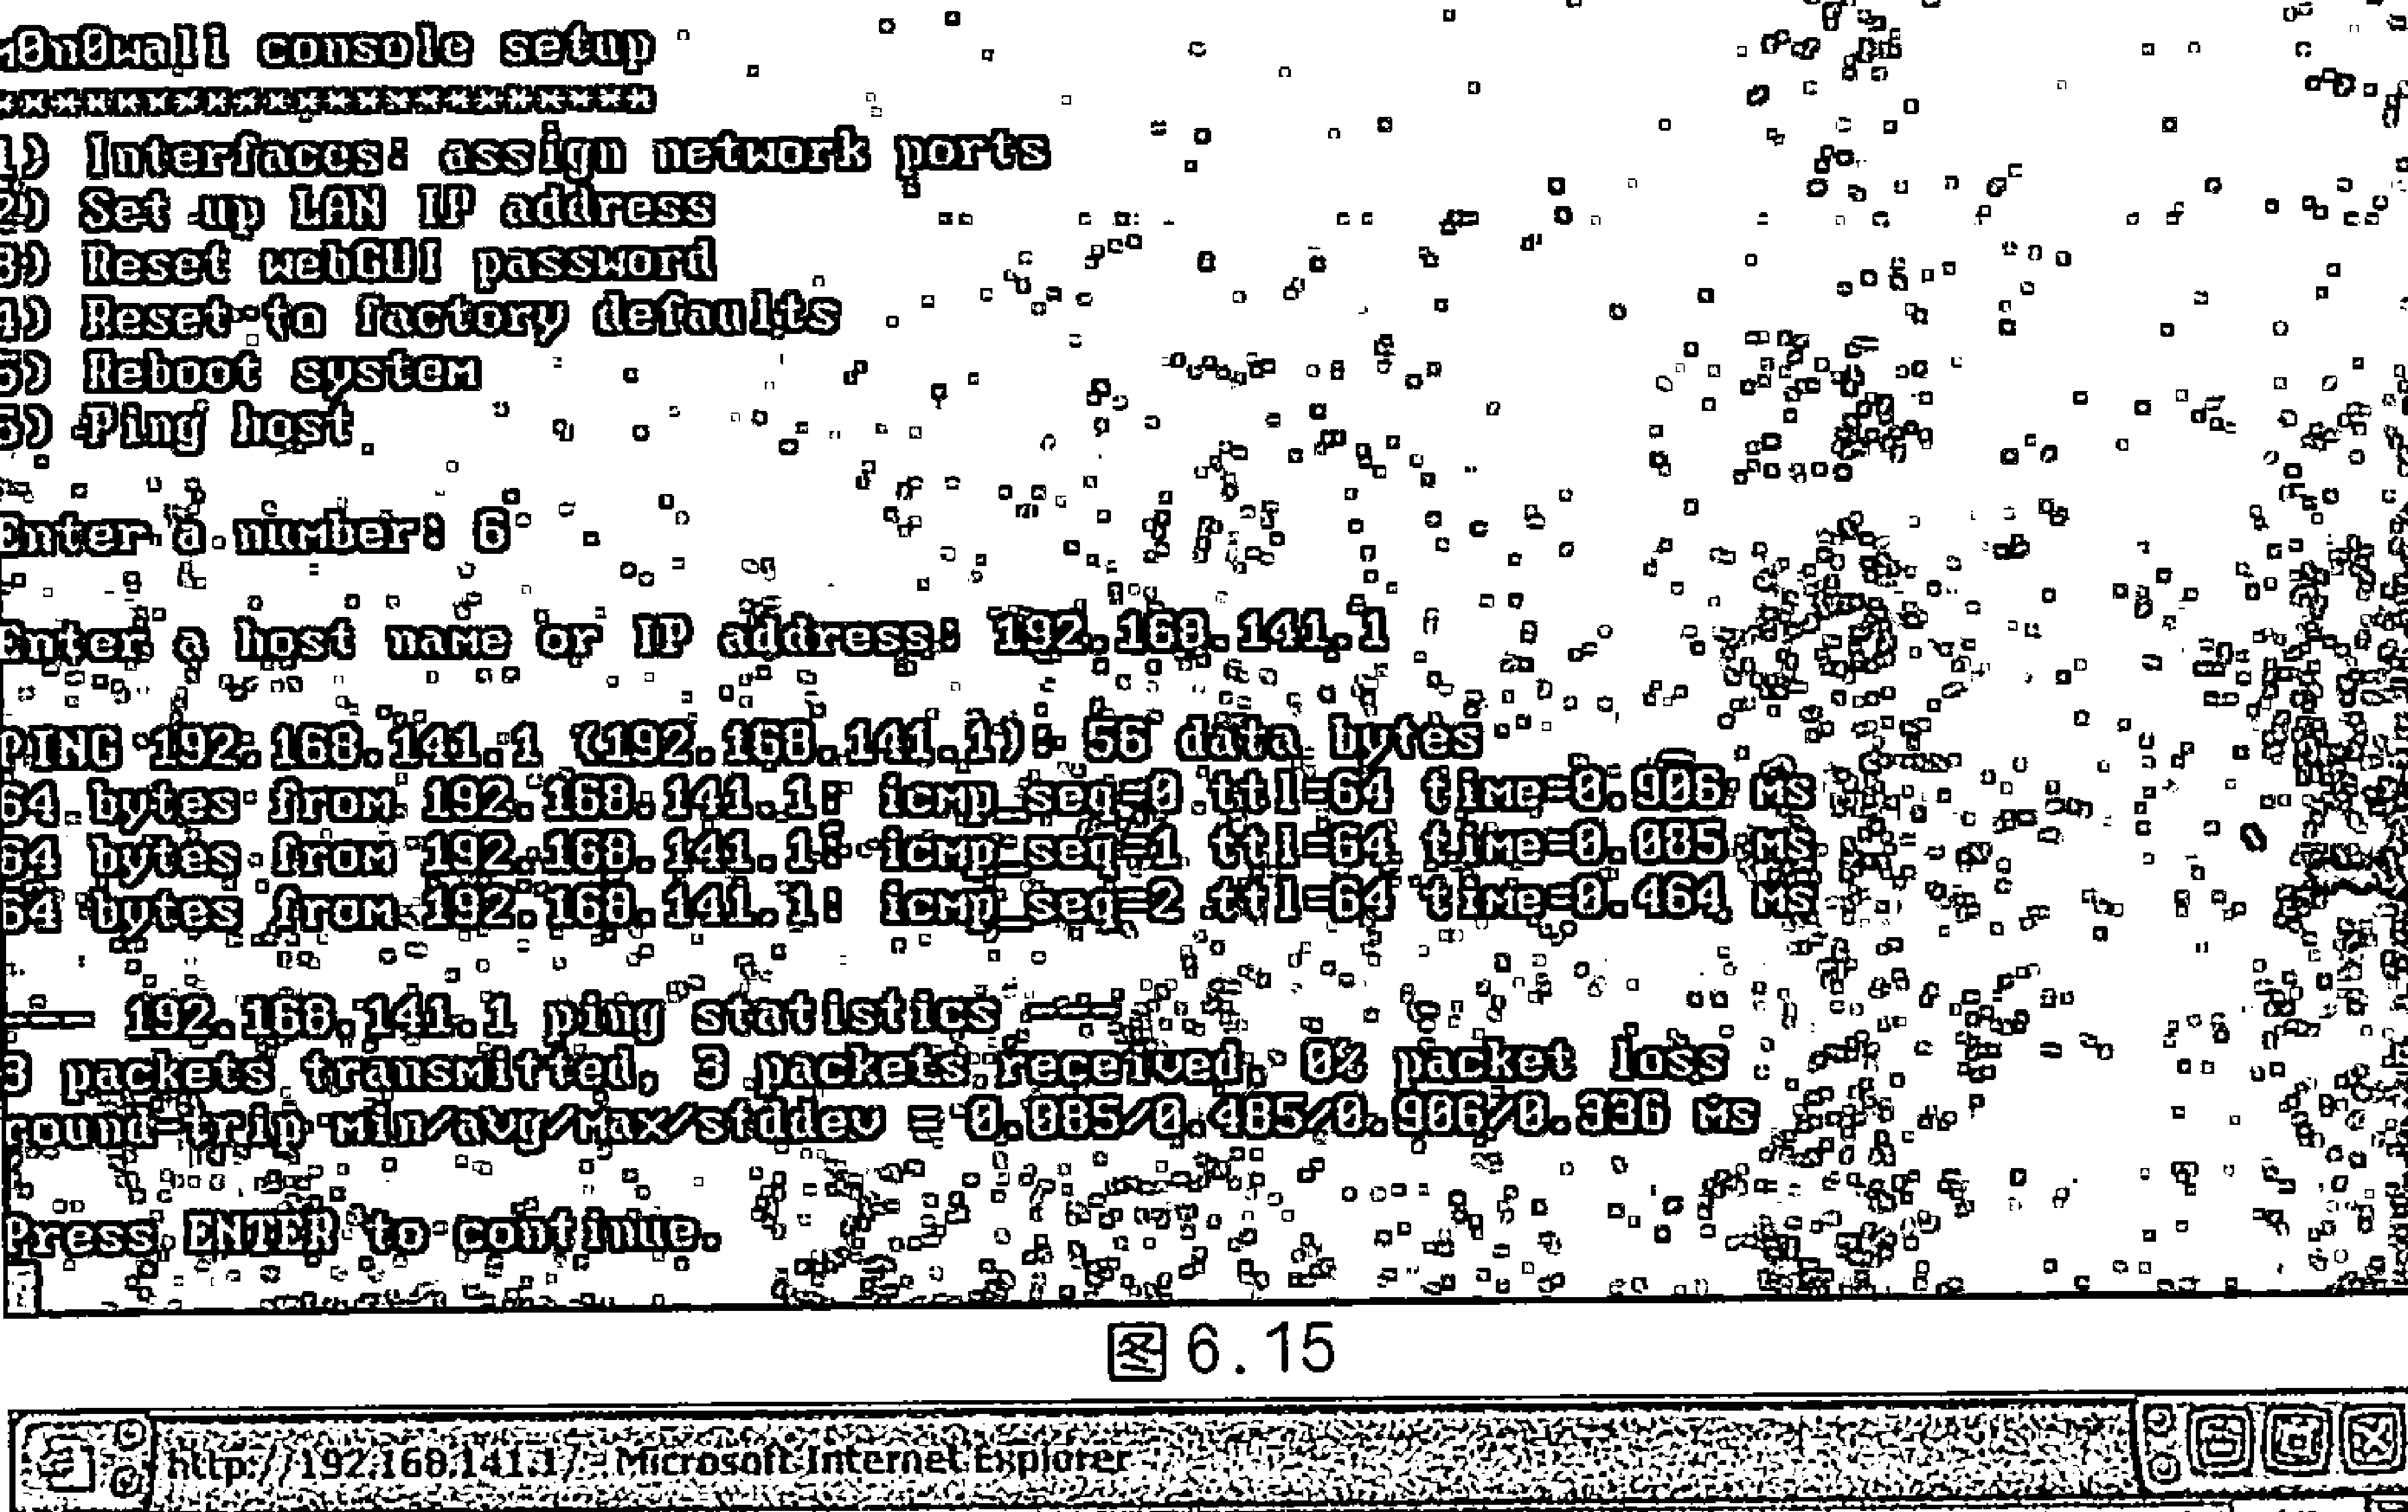 m0n0wall console setup
**********************
1) Interfaces: assign network ports
2) Set up LAN IP address
3) Reset webGUI password
4) Reset to factory defaults
5) Reboot system
6) Ping host
Enter a number: 6
Enter a host name or IP address: 192.168.141.1
PING 192.168.141.1 (192.168.141.1): 56 data bytes
64 bytes from 192.168.141.1: icmp_seq=0 ttl=64 time=0.906 ms
64 bytes from 192.168.141.1: icmp_seq=1 ttl=64 time=0.085 ms
64 bytes from 192.168.141.1: icmp_seq=2 ttl=64 time=0.464 ms
--- 192.168.141.1 ping statistics ---
3 packets transmitted, 3 packets received, 0% packet loss
round-trip min/avg/max/stddev = 0.085/0.485/0.906/0.336 ms
Press ENTER to continue.
图6.15
http://192.168.141.1/ - Microsoft Internet Explorer